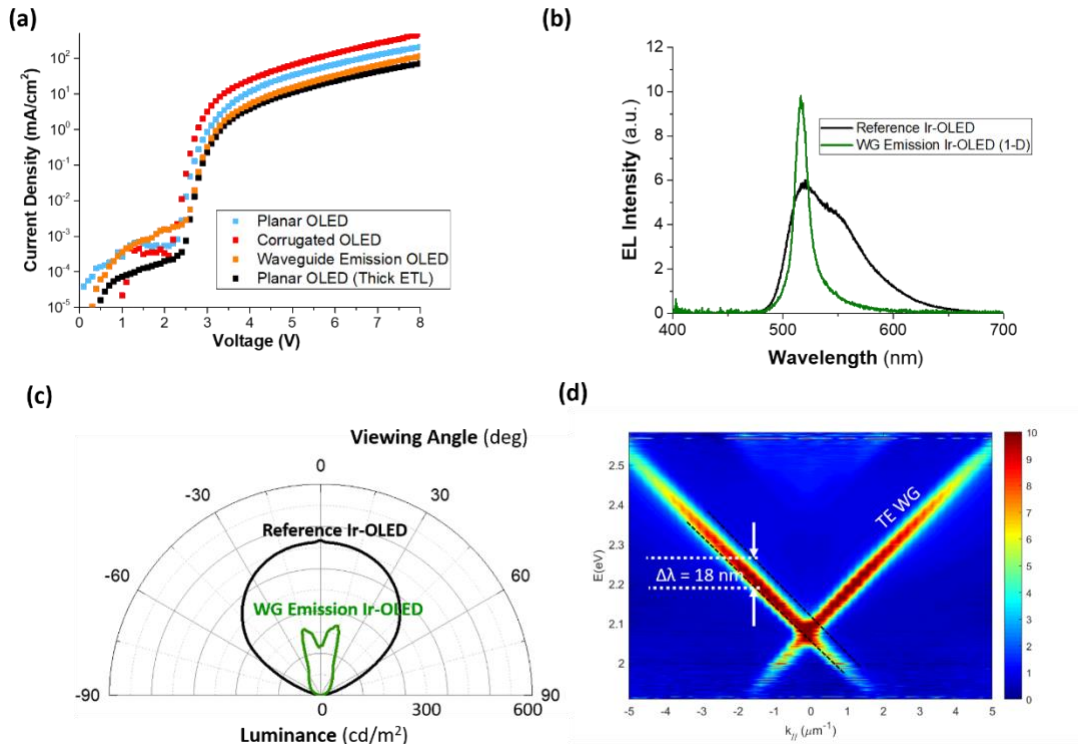 (a)
Current Density (mA/cm²)
10²
10¹
10⁰
10⁻¹
10⁻²
10⁻³
10⁻⁴
10⁻⁵
Planar OLED
Corrugated OLED
Waveguide Emission OLED
Planar OLED (Thick ETL)
0 1 2 3 4 5 6 7 8
Voltage (V)
(b)
EL Intensity (a.u.)
12
10
8
6
4
2
0
Reference Ir-OLED
WG Emission Ir-OLED (1-D)
400 500 600 700
Wavelength (nm)
(c)
Viewing Angle (deg)
0
-30 30
-60 60
-90 90
Reference Ir-OLED
WG Emission Ir-OLED
0 300 600
Luminance (cd/m²)
(d)
E(eV)
2.5
2.4
2.3
2.2
2.1
2
TE WG
Δλ = 18 nm
-5 -4 -3 -2 -1 0 1 2 3 4 5
k// (μm⁻¹)
10
9
8
7
6
5
4
3
2
1
0